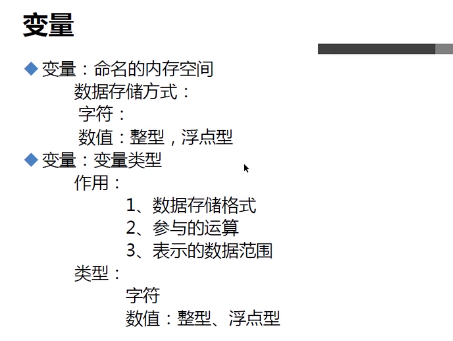 变量
变量：命名的内存空间
数据存储方式：
字符：
数值：整型，浮点型
变量：变量类型
作用：
1、数据存储格式
2、参与的运算
3、表示的数据范围
类型：
字符
数值：整型、浮点型